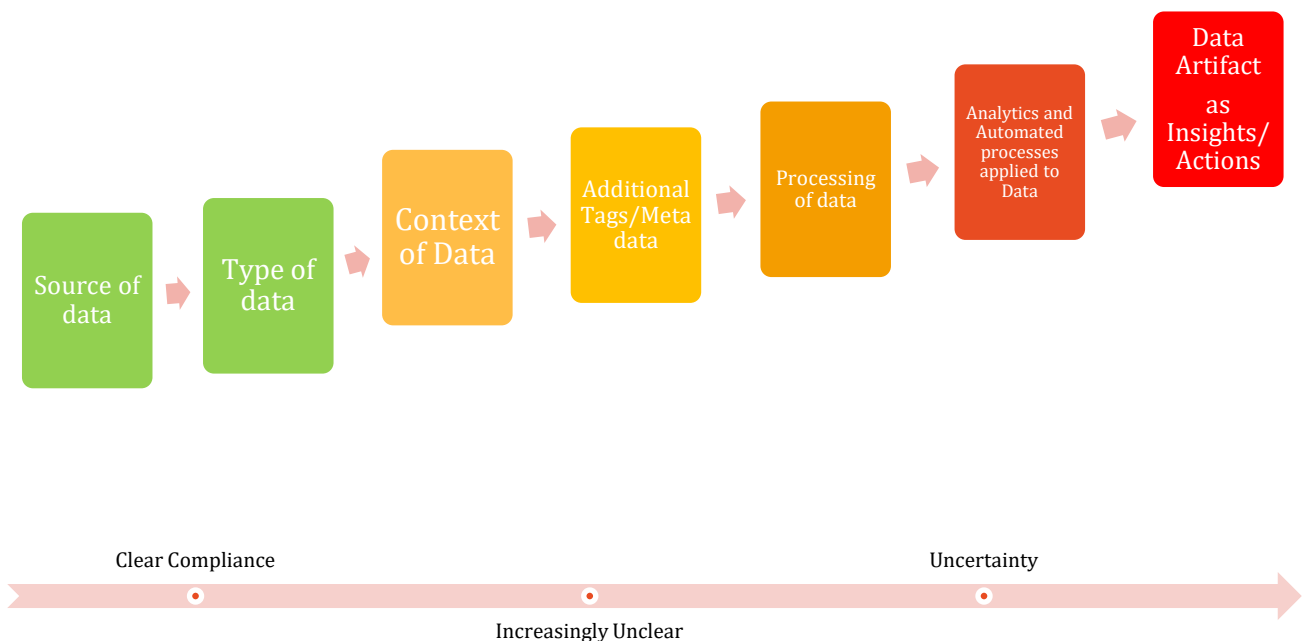 Source of
data
Type of
data
Context
of Data
Additional
Tags/Meta
data
Processing
of data
Analytics and
Automated
processes
applied to
Data
Data
Artifact
as
Insights/
Actions
Clear Compliance
Increasingly Unclear
Uncertainty